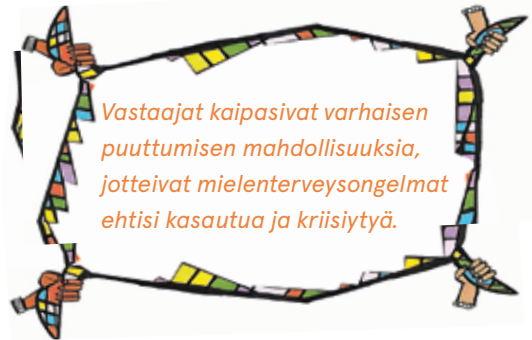 Vastaajat kaipasivat varhaisen
puuttumisen mahdollisuuksia,
jotteivat mielenterveysongelmat
ehtisi kasautua ja kriisiytyä.